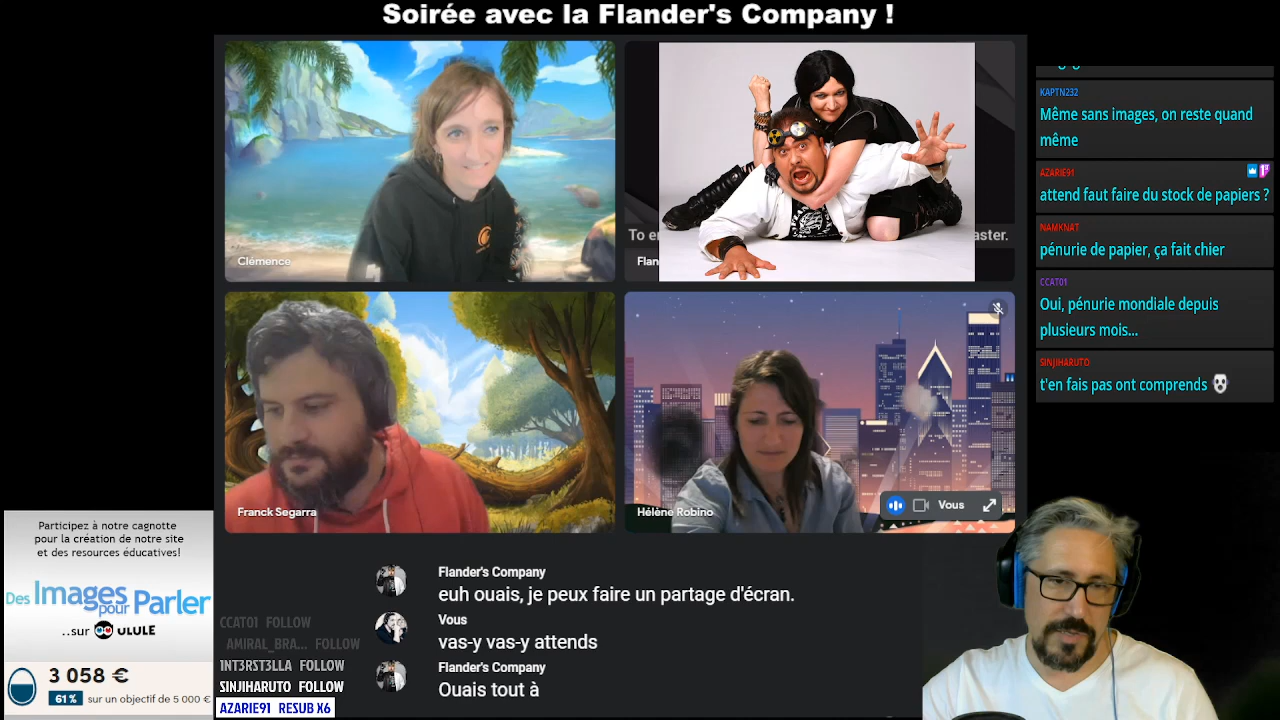 Soirée avec la Flander's Company !
Clémence
To en
aster.
Flan
Franck Segarra
Hélène Robino
Vous
KAPTN232
Même sans images, on reste quand
même
AZARIE91
attend faut faire du stock de papiers ?
NAMKNAT
pénurie de papier, ça fait chier
CCAT01
Oui, pénurie mondiale depuis
plusieurs mois...
SINJIHARUTO
t'en fais pas ont comprends
Participez à notre cagnotte
pour la création de notre site
et des resources éducatives!
Des Images pour Parler
..sur ULULE
3 058 €
61 % sur un objectif de 5 000 €
CCAT01 FOLLOW
AMIRAL_BRA... FOLLOW
1NT3RST3LLA FOLLOW
SINJIHARUTO FOLLOW
AZARIE91 RESUB X6
Flander's Company
euh ouais, je peux faire un partage d'écran.
Vous
vas-y vas-y attends
Flander's Company
Ouais tout à